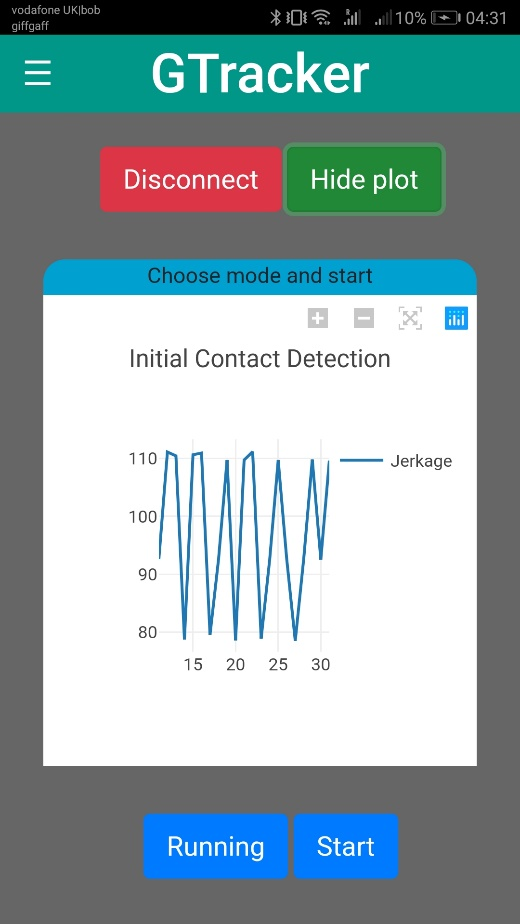 vodafone UK|bob
giffgaff
R
10%
04:31
☰ GTracker
Disconnect
Hide plot
Choose mode and start
Initial Contact Detection
110
100
90
80
15 20 25 30
Jerkage
Running
Start